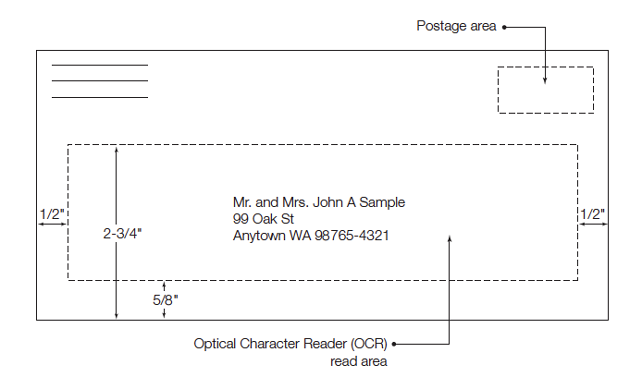 Postage area
Mr. and Mrs. John A Sample
99 Oak St
Anytown WA 98765-4321
1/2"
1/2"
2-3/4"
5/8"
Optical Character Reader (OCR)
read area